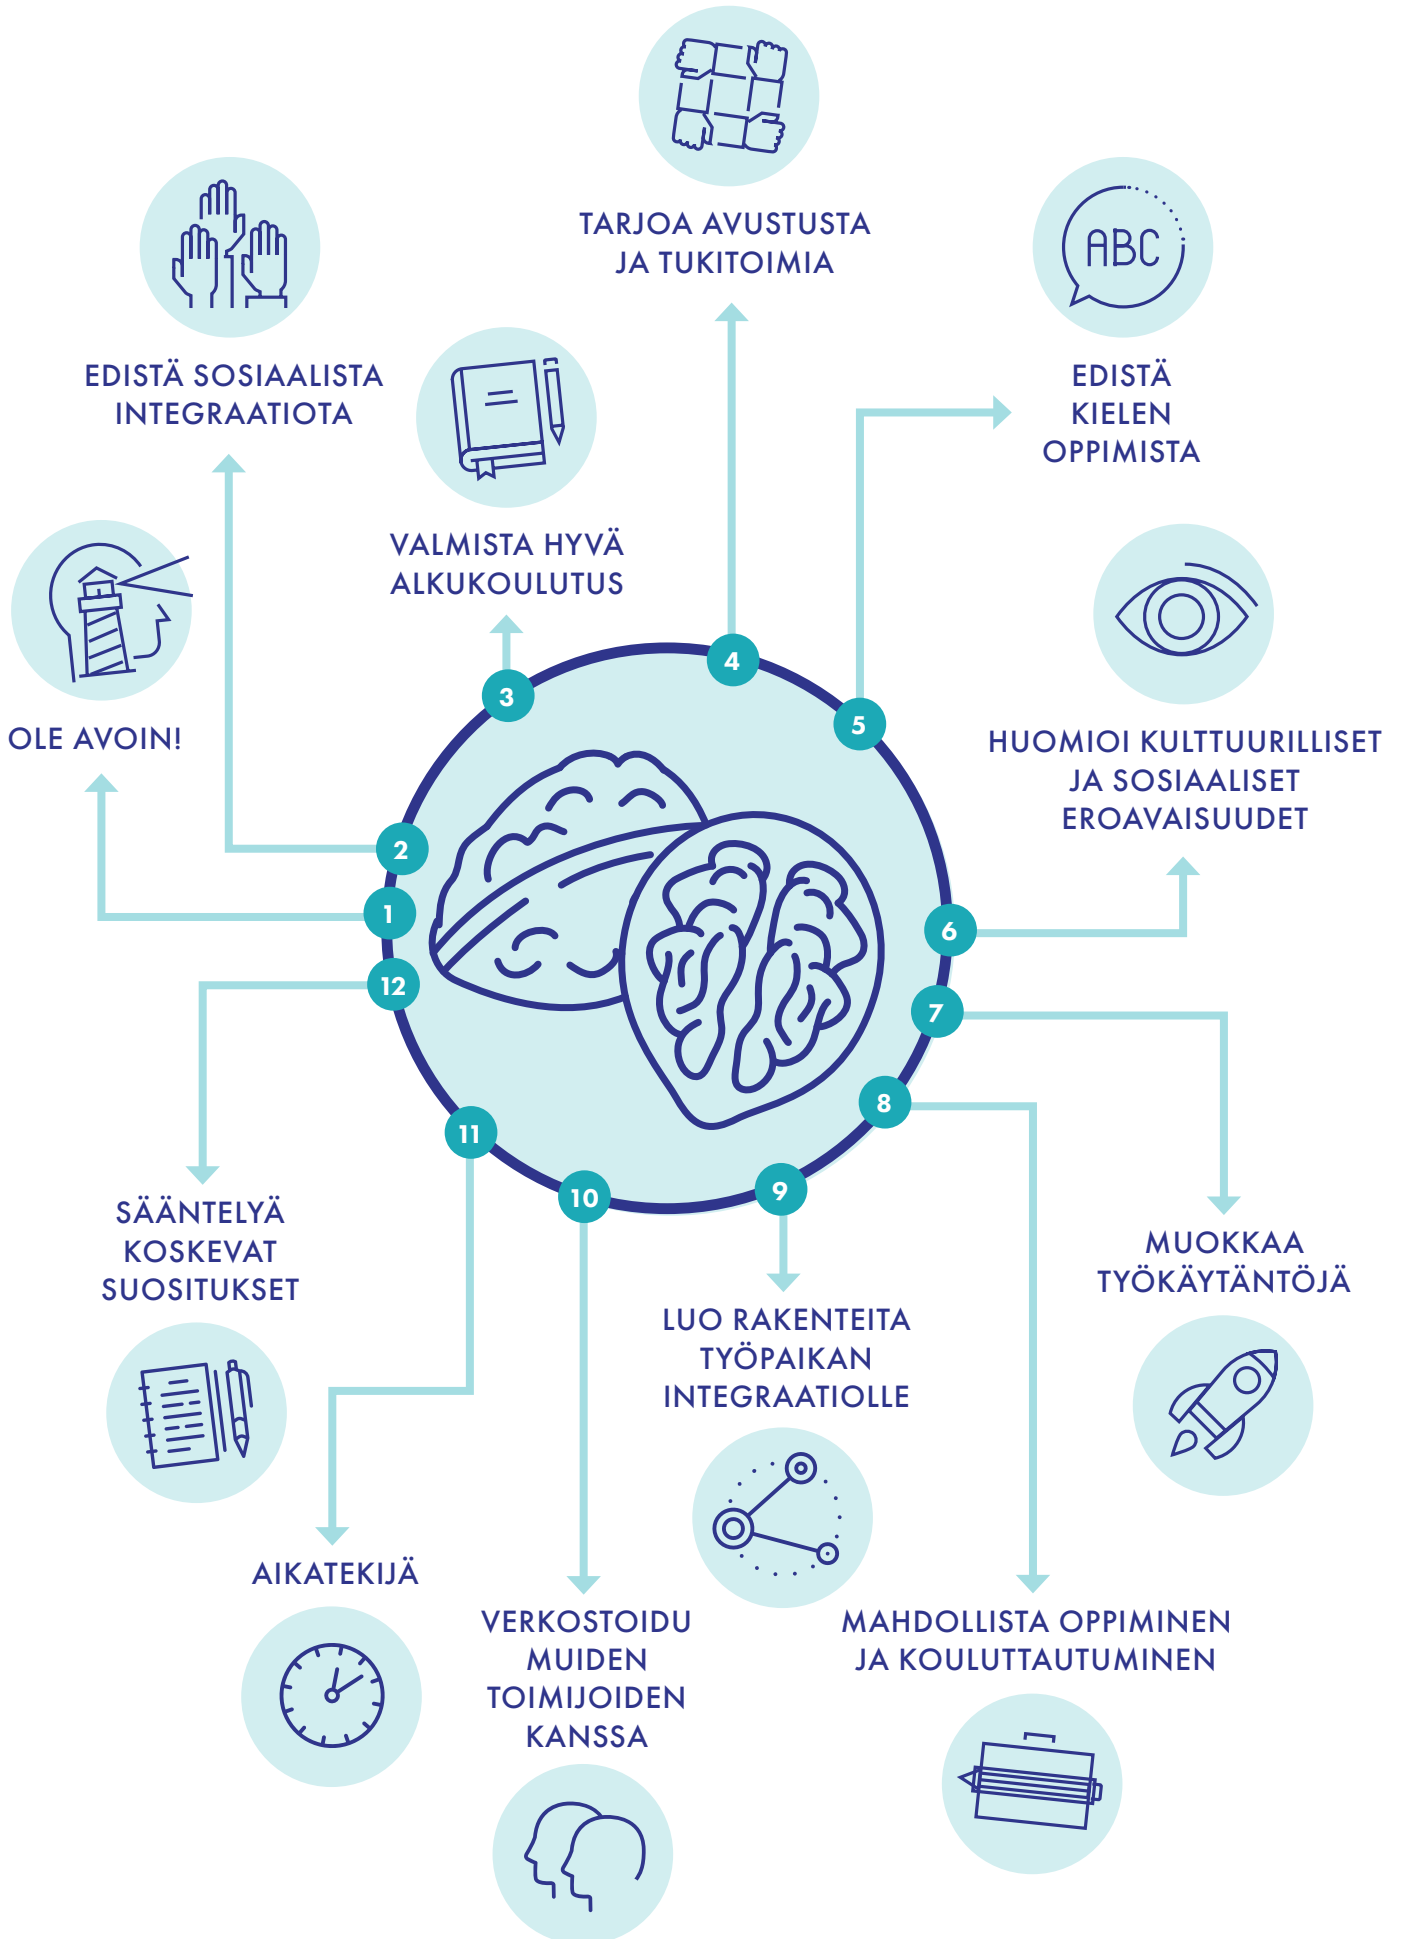 TARJOA AVUSTUSTA
JA TUKITOIMIA
ABC
EDISTÄ SOSIAALISTA
INTEGRAATIOTA
EDISTÄ
KIELEN
OPPIMISTA
VALMISTA HYVÄ
ALKUKOULUTUS
OLE AVOIN!
HUOMIOI KULTTUURILLISET
JA SOSIAALISET
EROAVAISUUDET
4
3
5
2
1
6
12
7
8
11
9
10
SÄÄNTELYÄ
KOSKEVAT
SUOSITUKSET
MUOKKAA
TYÖKÄYTÄNTÖJÄ
LUO RAKENTEITA
TYÖPAIKAN
INTEGRAATIOLLE
AIKATEKIJÄ
VERKOSTOIDU
MUIDEN
TOIMIJOIDEN
KANSSA
MAHDOLLISTA OPPIMINEN
JA KOULUTTAUTUMINEN